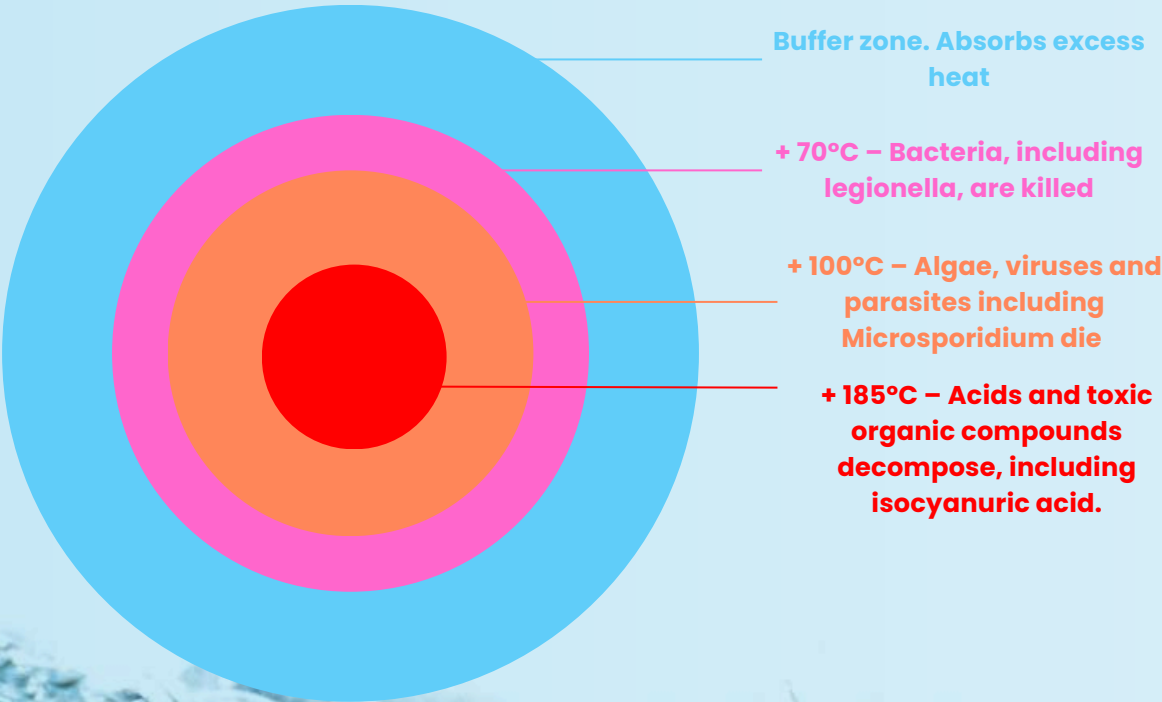 Buffer zone. Absorbs excess
heat
+ 70°C – Bacteria, including
legionella, are killed
+ 100°C – Algae, viruses and
parasites including
Microsporidium die
+ 185°C – Acids and toxic
organic compounds
decompose, including
isocyanuric acid.